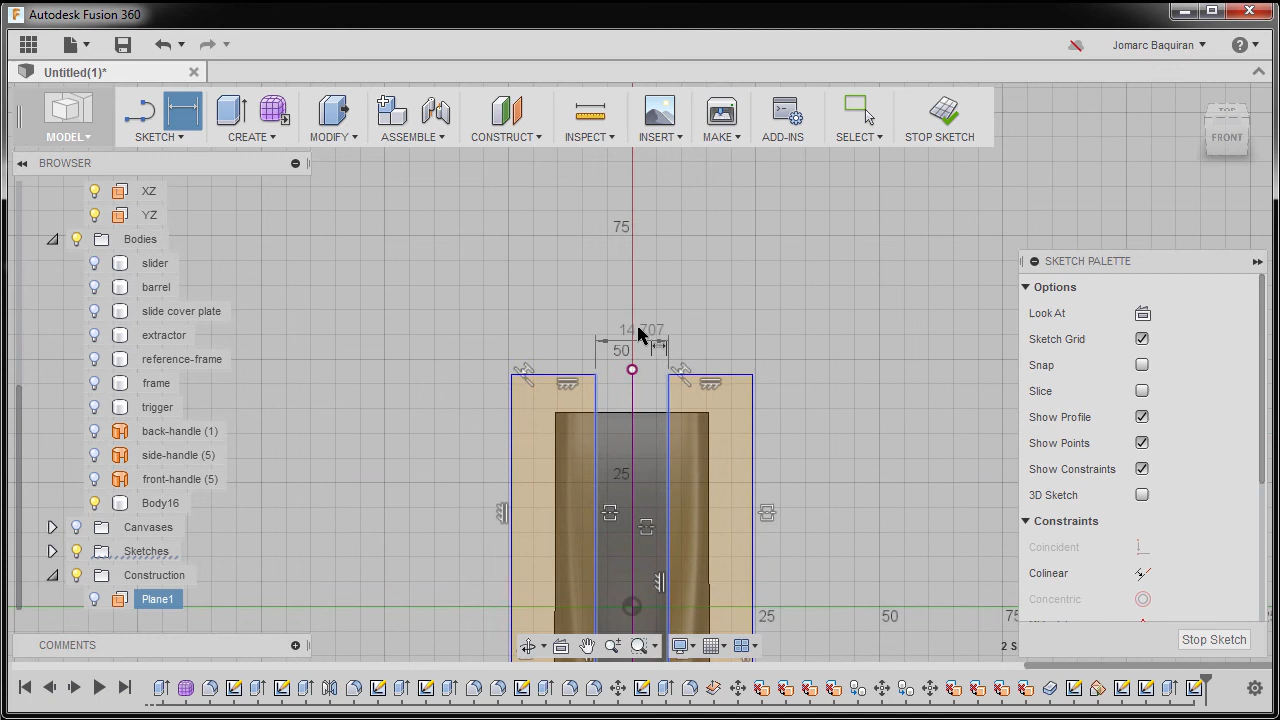 Autodesk Fusion 360
Jomarc Baquiran
Untitled(1)*
MODEL
SKETCH
CREATE
MODIFY
ASSEMBLE
CONSTRUCT
INSPECT
INSERT
MAKE
ADD-INS
SELECT
STOP SKETCH
TOP
FRONT
BROWSER
XZ
YZ
Bodies
slider
barrel
slide cover plate
extractor
reference-frame
frame
trigger
back-handle (1)
side-handle (5)
front-handle (5)
Body16
Canvases
Sketches
Construction
Plane1
COMMENTS
75
50
25
25
50
75
SKETCH PALETTE
Options
Look At
Sketch Grid
Snap
Slice
Show Profile
Show Points
Show Constraints
3D Sketch
Constraints
Coincident
Colinear
Concentric
Stop Sketch
2 S